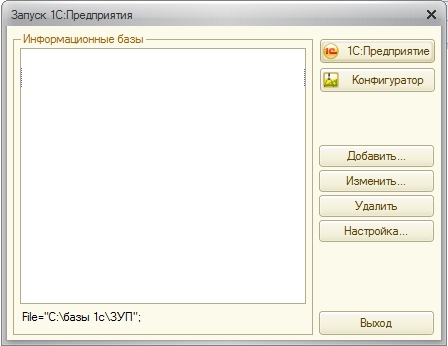 Запуск 1С:Предприятия
Информационные базы
1С:Предприятие
Конфигуратор
Добавить...
Изменить...
Удалить
Настройка...
File="C:\базы 1с\ЗУП";
Выход